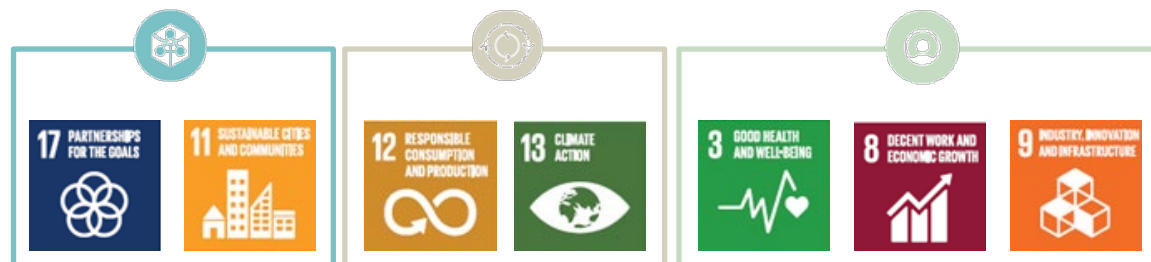 17 PARTNERSHIPS
FOR THE GOALS
11 SUSTAINABLE CITIES
AND COMMUNITIES
12 RESPONSIBLE
CONSUMPTION
AND PRODUCTION
13 CLIMATE
ACTION
3 GOOD HEALTH
AND WELL-BEING
8 DECENT WORK AND
ECONOMIC GROWTH
9 INDUSTRY, INNOVATION
AND INFRASTRUCTURE